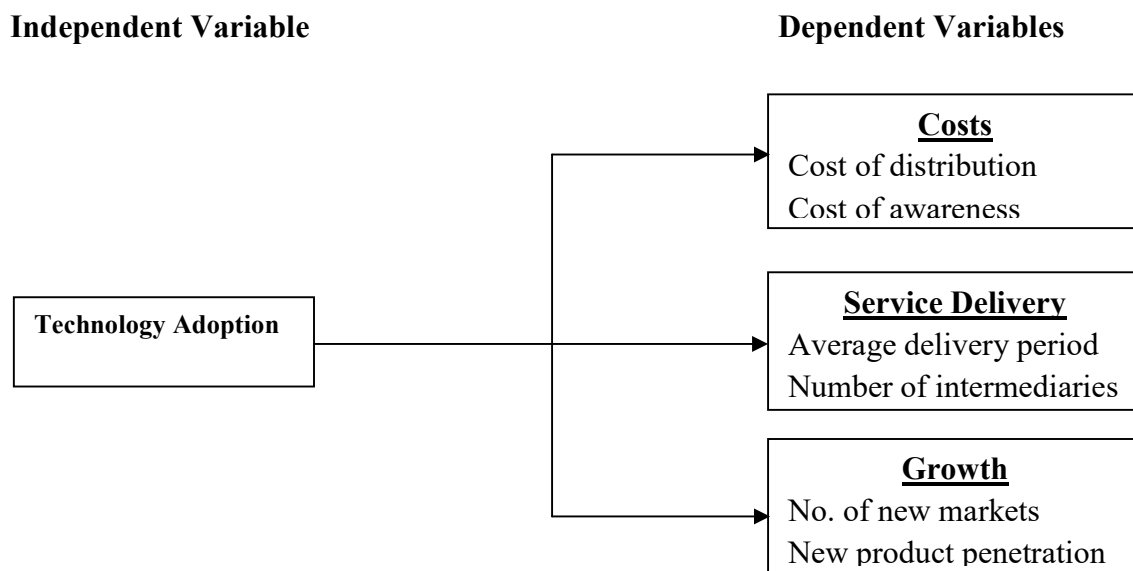 Independent Variable
Dependent Variables
Costs
Cost of distribution
Cost of awareness
Technology Adoption
Service Delivery
Average delivery period
Number of intermediaries
Growth
No. of new markets
New product penetration